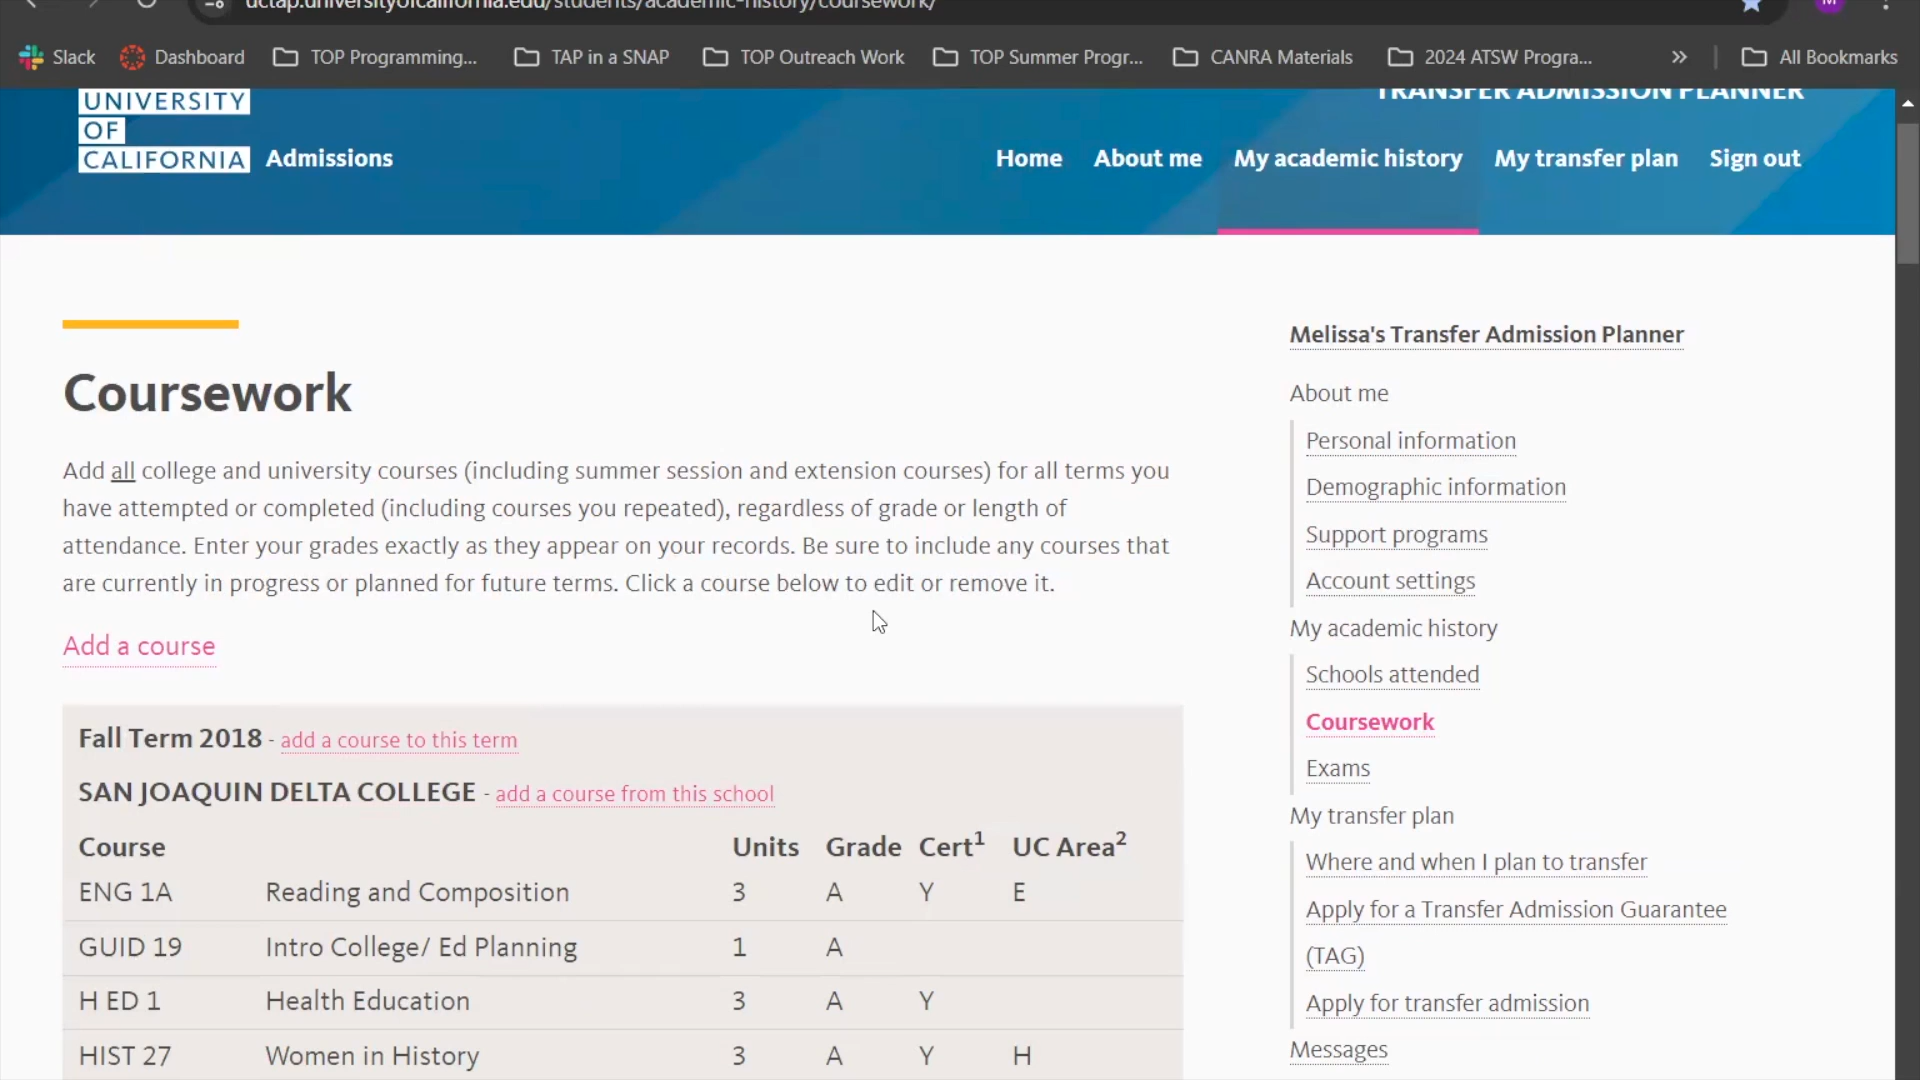 uctap.universityofcalifornia.edu/students/academic-history/coursework/
M
Slack
Dashboard
TOP Programming...
TAP in a SNAP
TOP Outreach Work
TOP Summer Progr...
CANRA Materials
2024 ATSW Progra...
»
All Bookmarks
TRANSFER ADMISSION PLANNER
UNIVERSITY
OF
CALIFORNIA
Admissions
Home
About me
My academic history
My transfer plan
Sign out
Coursework
Add all college and university courses (including summer session and extension courses) for all terms you
have attempted or completed (including courses you repeated), regardless of grade or length of
attendance. Enter your grades exactly as they appear on your records. Be sure to include any courses that
are currently in progress or planned for future terms. Click a course below to edit or remove it.
Add a course
Fall Term 2018 - add a course to this term
SAN JOAQUIN DELTA COLLEGE - add a course from this school
Course Units Grade Cert1 UC Area2
ENG 1A Reading and Composition 3 A Y E
GUID 19 Intro College/ Ed Planning 1 A
H ED 1 Health Education 3 A Y
HIST 27 Women in History 3 A Y H
Melissa's Transfer Admission Planner
About me
Personal information
Demographic information
Support programs
Account settings
My academic history
Schools attended
Coursework
Exams
My transfer plan
Where and when I plan to transfer
Apply for a Transfer Admission Guarantee
(TAG)
Apply for transfer admission
Messages